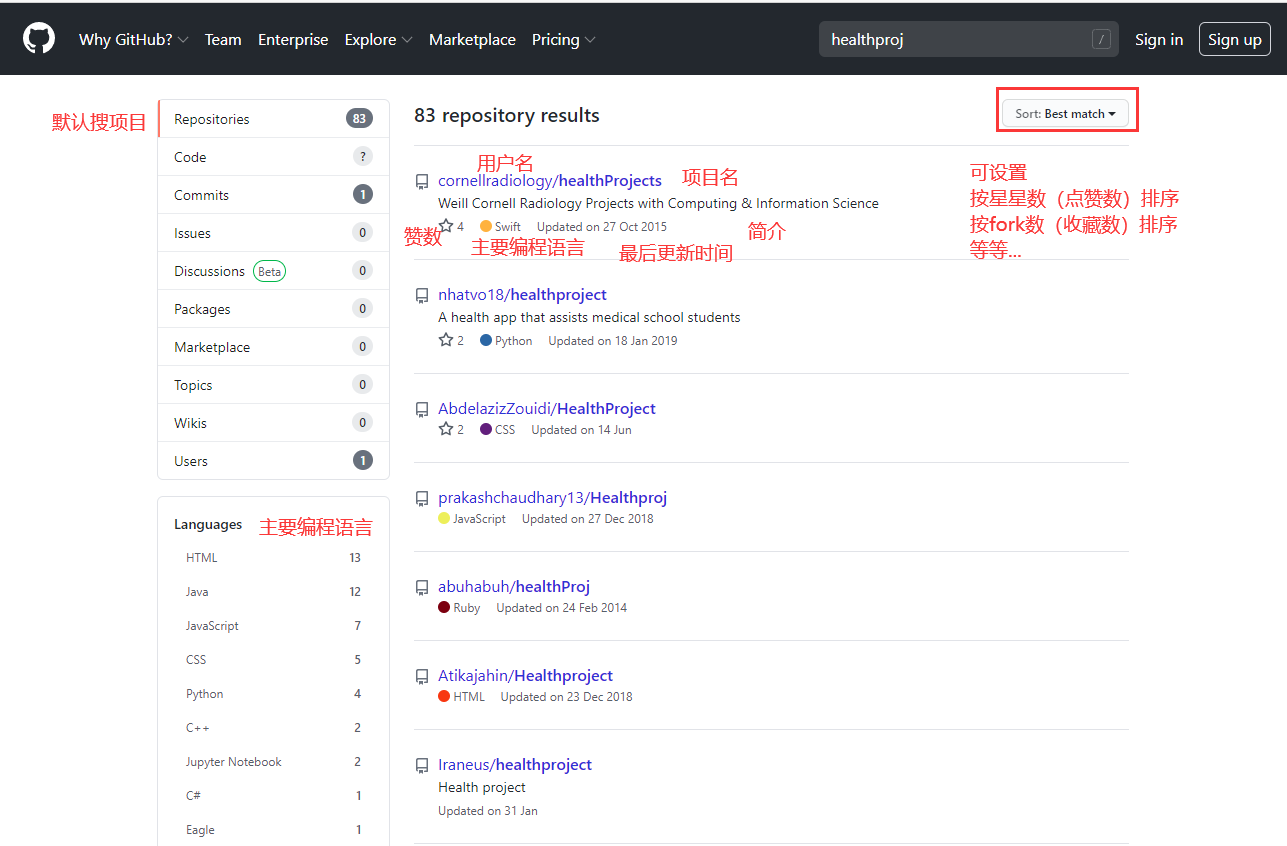 Why GitHub? Team Enterprise Explore Marketplace Pricing healthproj / Sign in Sign up
默认搜项目
Repositories 83
Code ?
Commits 1
Issues 0
Discussions Beta 0
Packages 0
Marketplace 0
Topics 0
Wikis 0
Users 1
Languages 主要编程语言
HTML 13
Java 12
JavaScript 7
CSS 5
Python 4
C++ 2
Jupyter Notebook 2
C# 1
Eagle 1
83 repository results
Sort: Best match
可设置
按星星数（点赞数）排序
按fork数（收藏数）排序
等等...
用户名
cornellradiology/healthProjects 项目名
Weill Cornell Radiology Projects with Computing & Information Science
4 Swift Updated on 27 Oct 2015 简介
赞数 主要编程语言 最后更新时间
nhatvo18/healthproject
A health app that assists medical school students
2 Python Updated on 18 Jan 2019
AbdelazizZouidi/HealthProject
2 CSS Updated on 14 Jun
prakashchaudhary13/Healthproj
JavaScript Updated on 27 Dec 2018
abuhabuh/healthProj
Ruby Updated on 24 Feb 2014
Atikajahin/Healthproject
HTML Updated on 23 Dec 2018
Iraneus/healthproject
Health project
Updated on 31 Jan